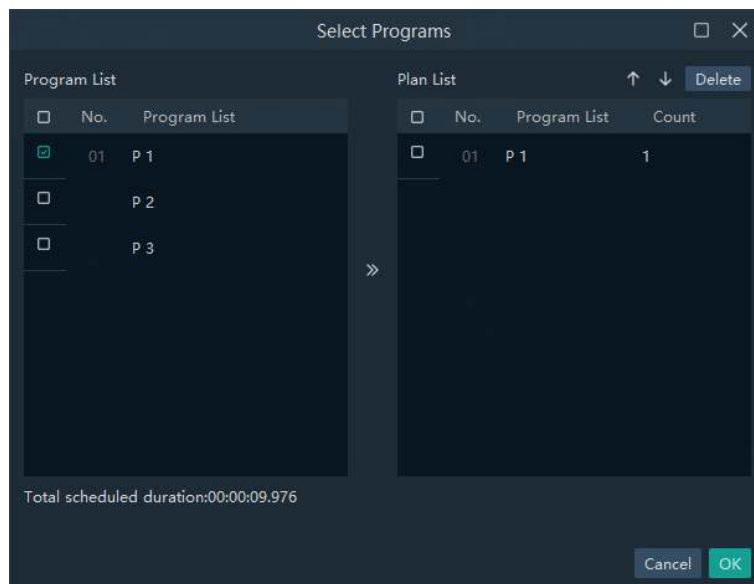 Select Programs
Program List
Plan List
Delete
No. Program List
No. Program List Count
01 P 1
01 P 1 1
P 2
P 3
Total scheduled duration:00:00:09.976
Cancel OK